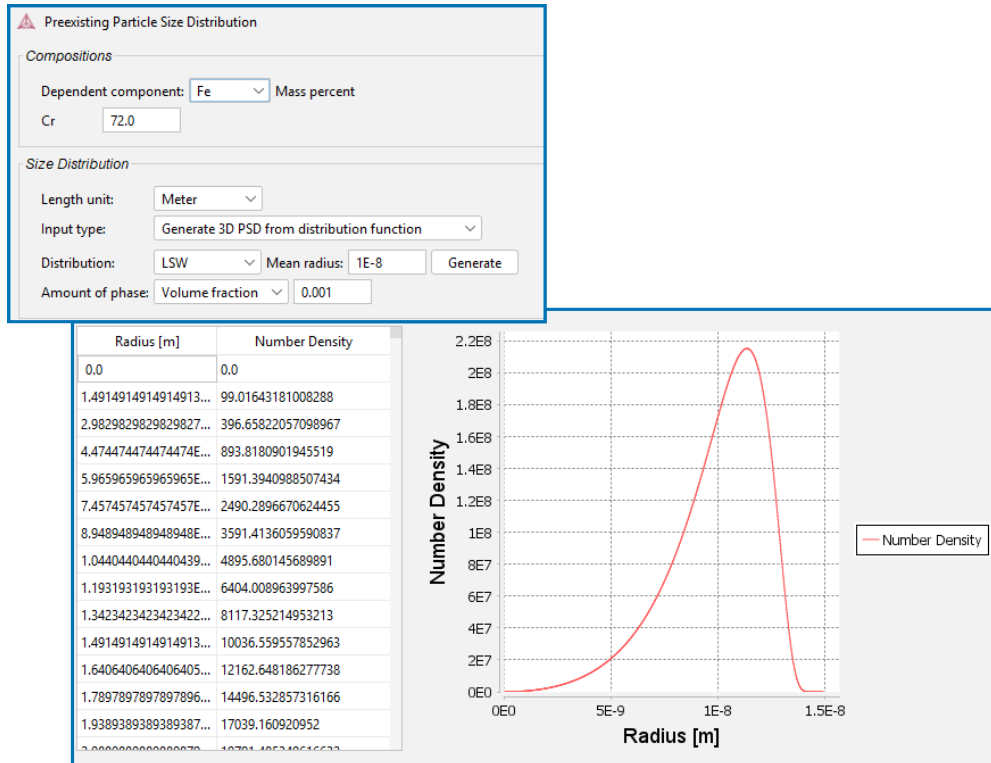 Preexisting Particle Size Distribution
Compositions
Dependent component: Fe Mass percent
Cr 72.0
Size Distribution
Length unit: Meter
Input type: Generate 3D PSD from distribution function
Distribution: LSW Mean radius: 1E-8 Generate
Amount of phase: Volume fraction 0.001
Radius [m] Number Density
0.0 0.0
1.4914914914914913... 99.01643181008288
2.9829829829829827... 396.65822057098967
4.474474474474474E... 893.8180901945519
5.965965965965965E... 1591.3940988507434
7.457457457457457E... 2490.2896670624455
8.948948948948948E... 3591.4136059590837
1.0440440440440439... 4895.680145689891
1.193193193193193E... 6404.008963997586
1.3423423423423422... 8117.325214953213
1.4914914914914913... 10036.559557852963
1.6406406406406405... 12162.648186277738
1.7897897897897896... 14496.532857316166
1.9389389389389387... 17039.160920952
2.2E8
2E8
1.8E8
1.6E8
1.4E8
1.2E8
1E8
8E7
6E7
4E7
2E7
0E0
Number Density
0E0 5E-9 1E-8 1.5E-8
Radius [m]
Number Density